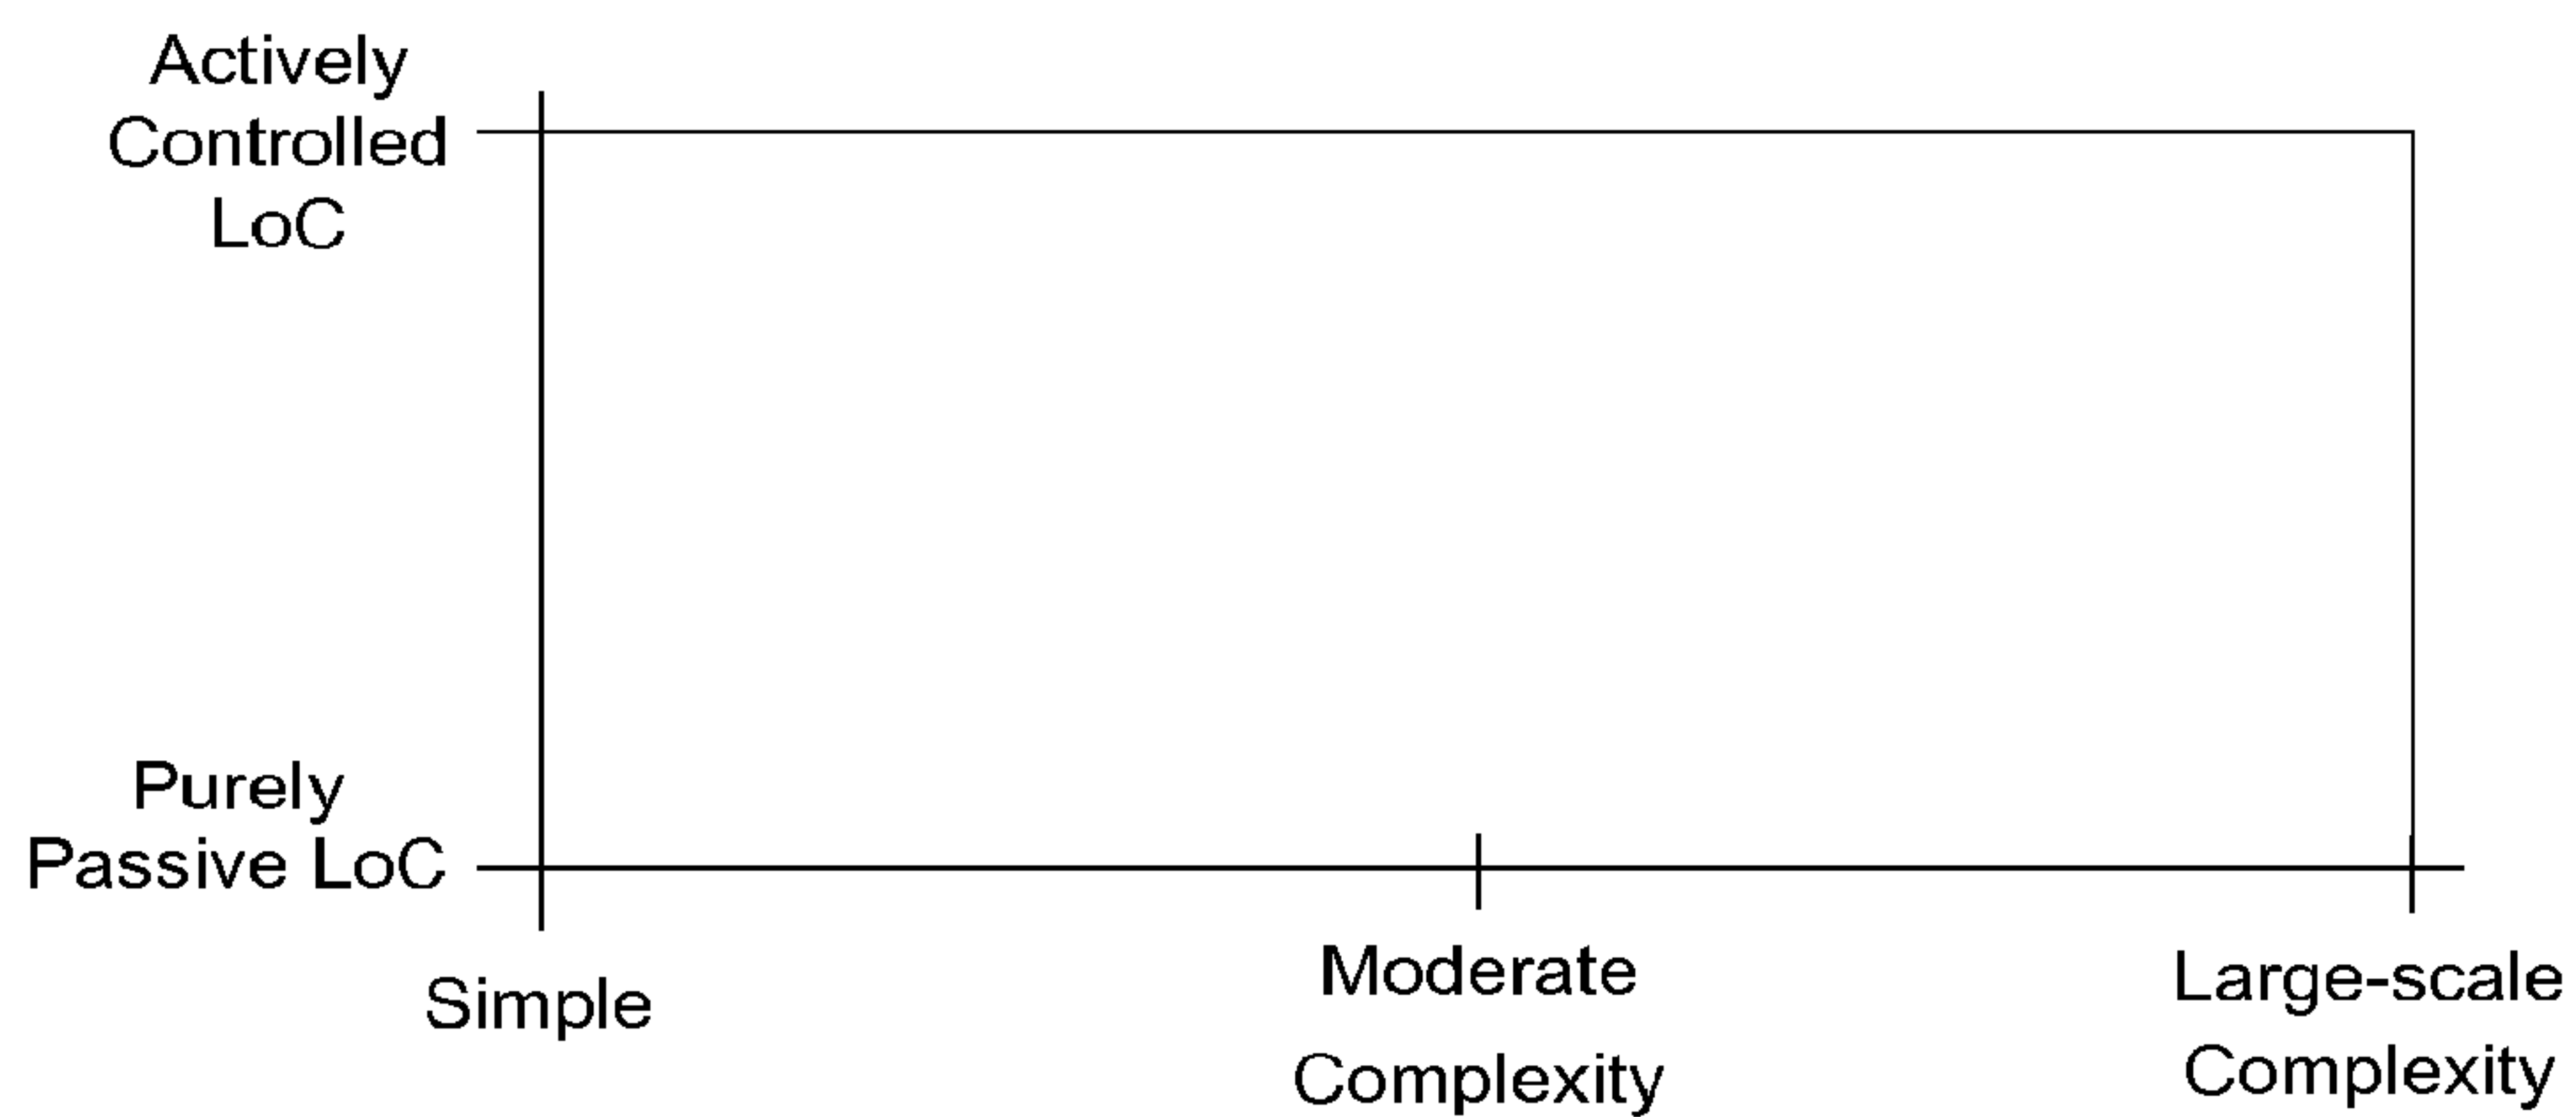 Actively
Controlled
LoC
Purely
Passive LoC
Simple
Moderate
Complexity
Large-scale
Complexity